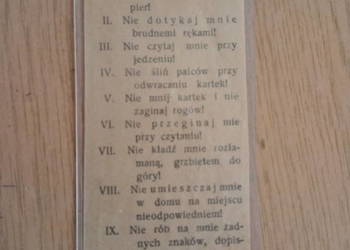 pier!
II. Nie dotykaj mnie
brudnemi rękami!
III. Nie czytaj mnie przy
jedzeniu!
IV. Nie śliń palców przy
odwracaniu kartek!
V. Nie mnij kartek i nie
zaginaj rogów!
VI. Nie przeginaj mie
przy czytaniu!
VII. Nie kładź mnie rozła-
maną, grzbietem do
góry!
VIII. Nie umieszczaj mnie
w domu na miejscu
nieodpowiedniem!
IX. Nie rób na mnie żad-
nych znaków, dopis-